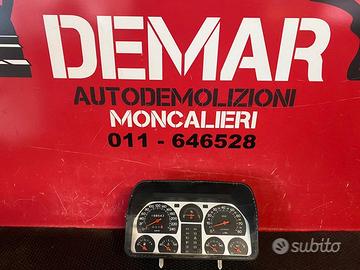 DEMAR
AUTODEMOLIZIONI
MONCALIERI
011 - 646528
subito